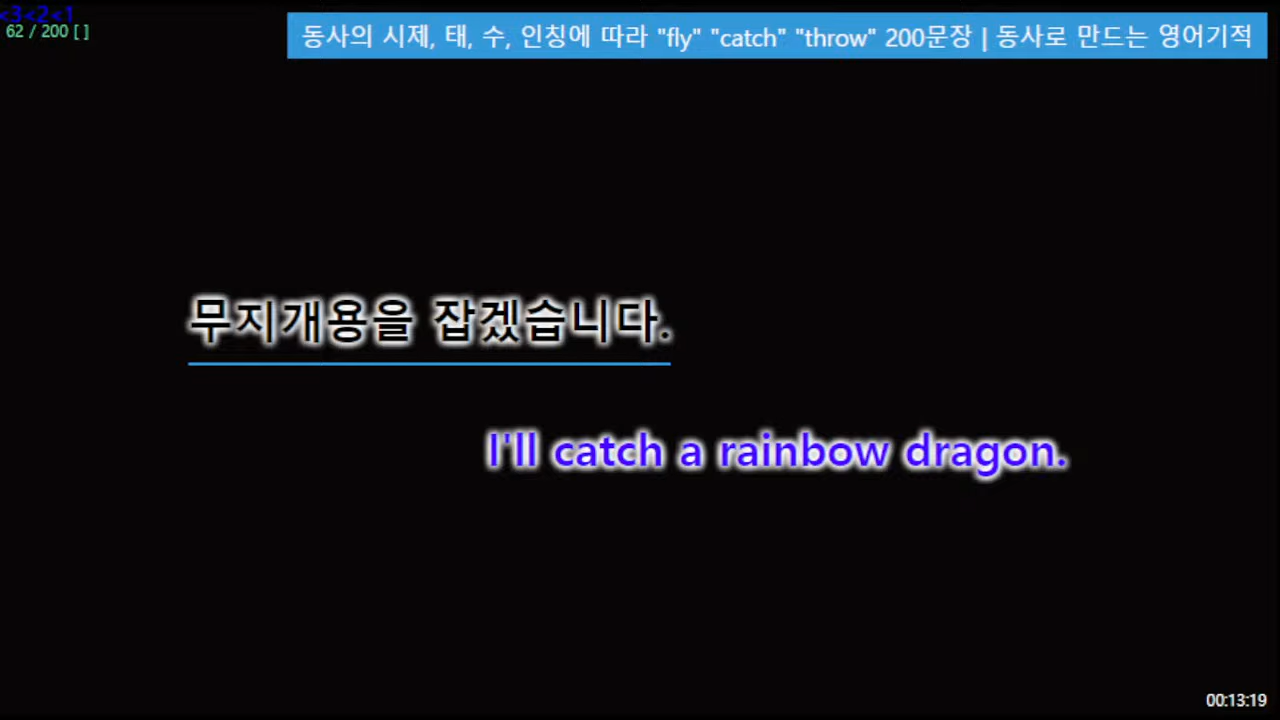 <3<2<1
62 / 200 [ ]
동사의 시제, 태, 수, 인칭에 따라 "fly" "catch" "throw" 200문장 | 동사로 만드는 영어기적
무지개용을 잡겠습니다.
I'll catch a rainbow dragon.
00:13:19